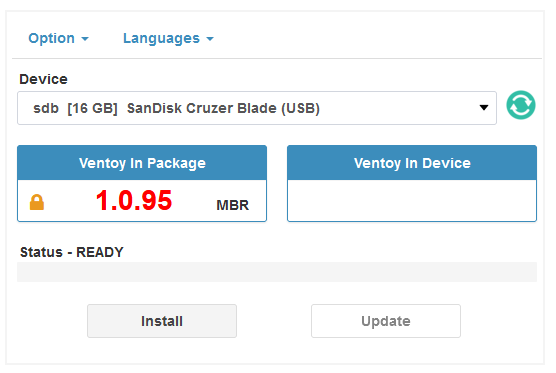 Option Languages
Device
sdb [16 GB] SanDisk Cruzer Blade (USB)
Ventoy In Package Ventoy In Device
1.0.95 MBR
Status - READY
Install Update